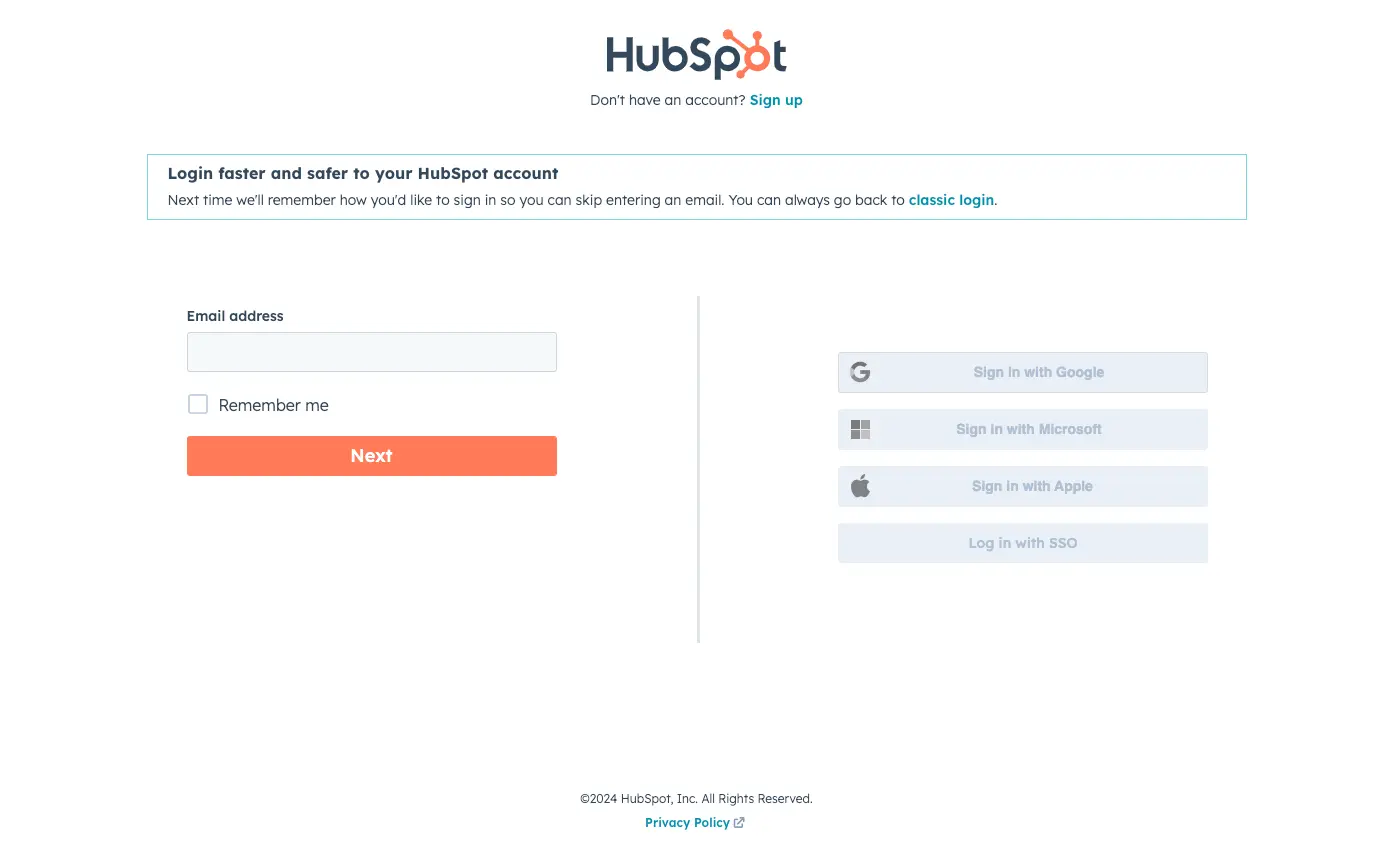 HubSpot
Don't have an account? Sign up
Login faster and safer to your HubSpot account
Next time we'll remember how you'd like to sign in so you can skip entering an email. You can always go back to classic login.
Email address
Remember me
Next
Sign in with Google
Sign in with Microsoft
Sign in with Apple
Log in with SSO
©2024 HubSpot, Inc. All Rights Reserved.
Privacy Policy